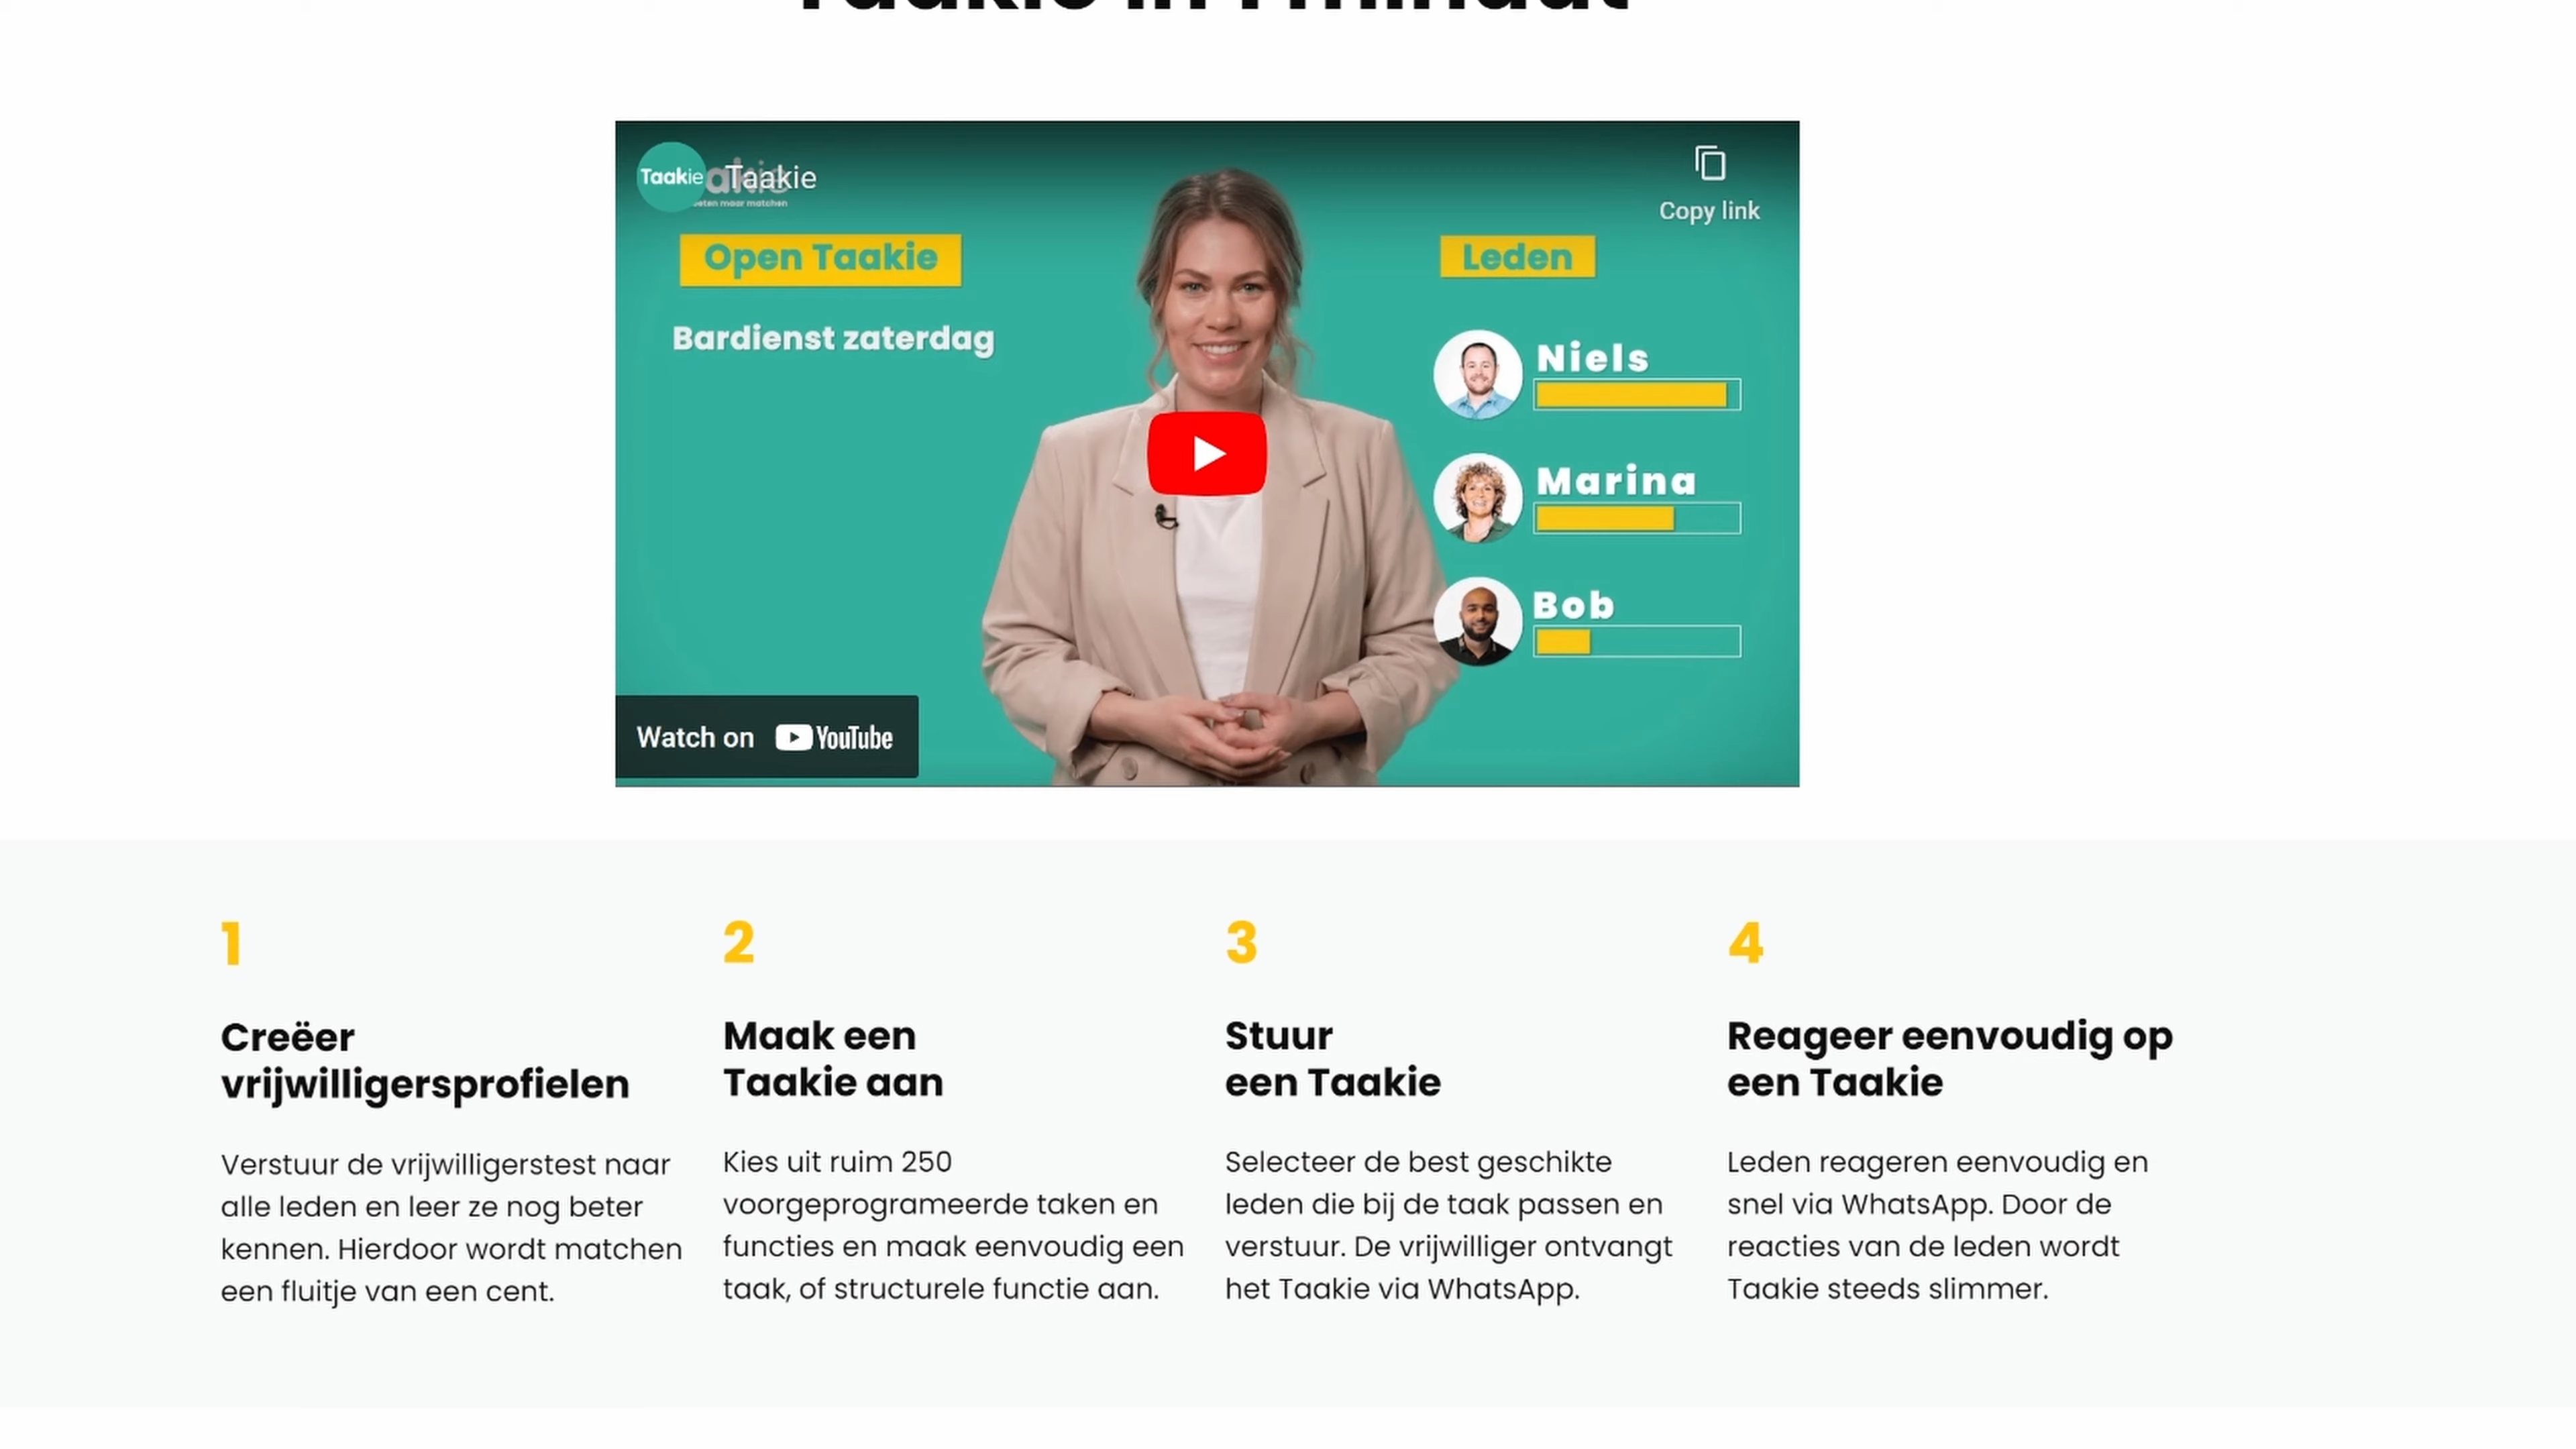 Taakie in 1 minuut
Taakie
Taakie
Copy link
Open Taakie
Leden
Bardienst zaterdag
Niels
Marina
Bob
Watch on YouTube
1
Creëer
vrijwilligersprofielen
Verstuur de vrijwilligerstest naar
alle leden en leer ze nog beter
kennen. Hierdoor wordt matchen
een fluitje van een cent.
2
Maak een
Taakie aan
Kies uit ruim 250
voorgeprogrameerde taken en
functies en maak eenvoudig een
taak, of structurele functie aan.
3
Stuur
een Taakie
Selecteer de best geschikte
leden die bij de taak passen en
verstuur. De vrijwilliger ontvangt
het Taakie via WhatsApp.
4
Reageer eenvoudig op
een Taakie
Leden reageren eenvoudig en
snel via WhatsApp. Door de
reacties van de leden wordt
Taakie steeds slimmer.